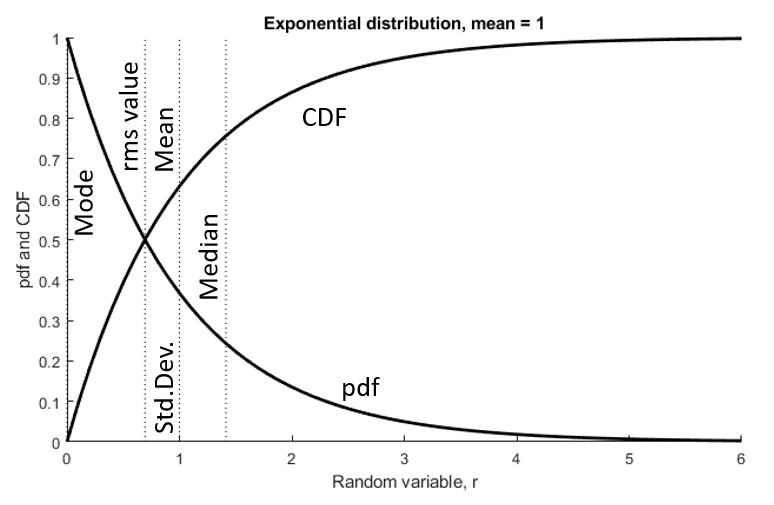 Exponential distribution, mean = 1
pdf and CDF
1
0.9
0.8
0.7
0.6
0.5
0.4
0.3
0.2
0.1
0
Mode
rms value
Mean
Median
Std.Dev.
CDF
pdf
0
1
2
3
4
5
6
Random variable, r